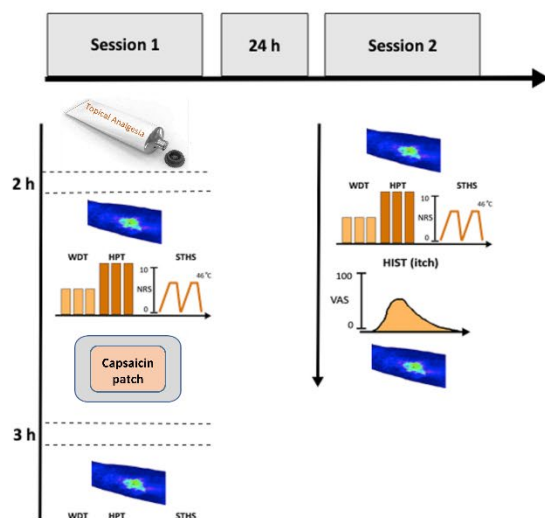 Session 1
24 h
Session 2
Topical Analgesia
2 h
WDT HPT STHS
10
NRS
0
46 °C
Capsaicin
patch
3 h
WDT HPT STHS
WDT HPT STHS
10
NRS
0
46 °C
HIST (itch)
100
VAS
0